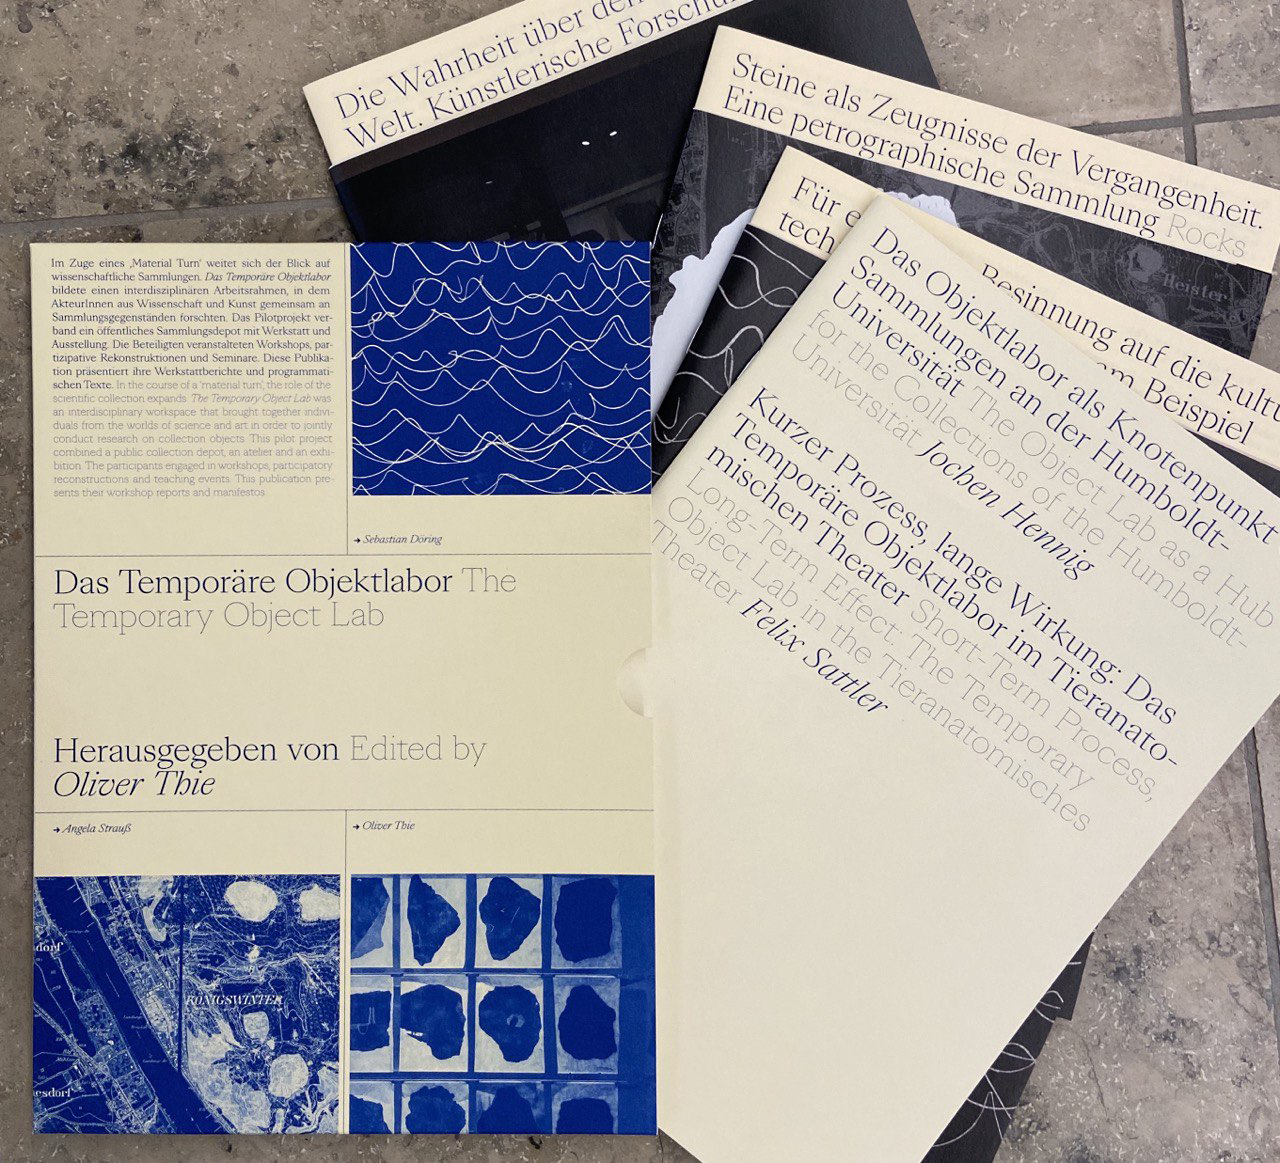 Die Wahrheit über den
Welt. Künstlerische Forschu
Steine als Zeugnisse der Vergangenheit.
Eine petrographische Sammlung Rocks
Heister
Für e
tech
Besinnung auf die kultu
am Beispiel
Das Objektlabor als Knotenpunkt
Sammlungen an der Humboldt-
Universität The Object Lab as a Hub
for the Collections of the Humboldt-
Universität Jochen Hennig
Kurzer Prozess, lange Wirkung: Das
Temporäre Objektlabor im Tieranato-
mischen Theater Short-Term Process,
Long-Term Effect: The Temporary
Object Lab in the Tieranatomisches
Theater Felix Sattler
Im Zuge eines ‚Material Turn‘ weitet sich der Blick auf
wissenschaftliche Sammlungen. Das Temporäre Objektlabor
bildete einen interdisziplinären Arbeitsrahmen, in dem
AkteurInnen aus Wissenschaft und Kunst gemeinsam an
Sammlungsgegenständen forschten. Das Pilotprojekt ver-
band ein öffentliches Sammlungsdepot mit Werkstatt und
Ausstellung. Die Beteiligten veranstalteten Workshops, par-
tizipative Rekonstruktionen und Seminare. Diese Publika-
tion präsentiert ihre Werkstattberichte und programmati-
schen Texte. In the course of a ‘material turn’, the role of the
scientific collection expands. The Temporary Object Lab was
an interdisciplinary workspace that brought together indivi-
duals from the worlds of science and art in order to jointly
conduct research on collection objects. This pilot project
combined a public collection depot, an atelier and an exhi-
bition. The participants engaged in workshops, participatory
reconstructions and teaching events. This publication pre-
sents their workshop reports and manifestos.
→ Sebastian Döring
Das Temporäre Objektlabor The
Temporary Object Lab
Herausgegeben von Edited by
Oliver Thie
→ Angela Strauß
→ Oliver Thie
dorf
KÖNIGSWINTER
esdorf